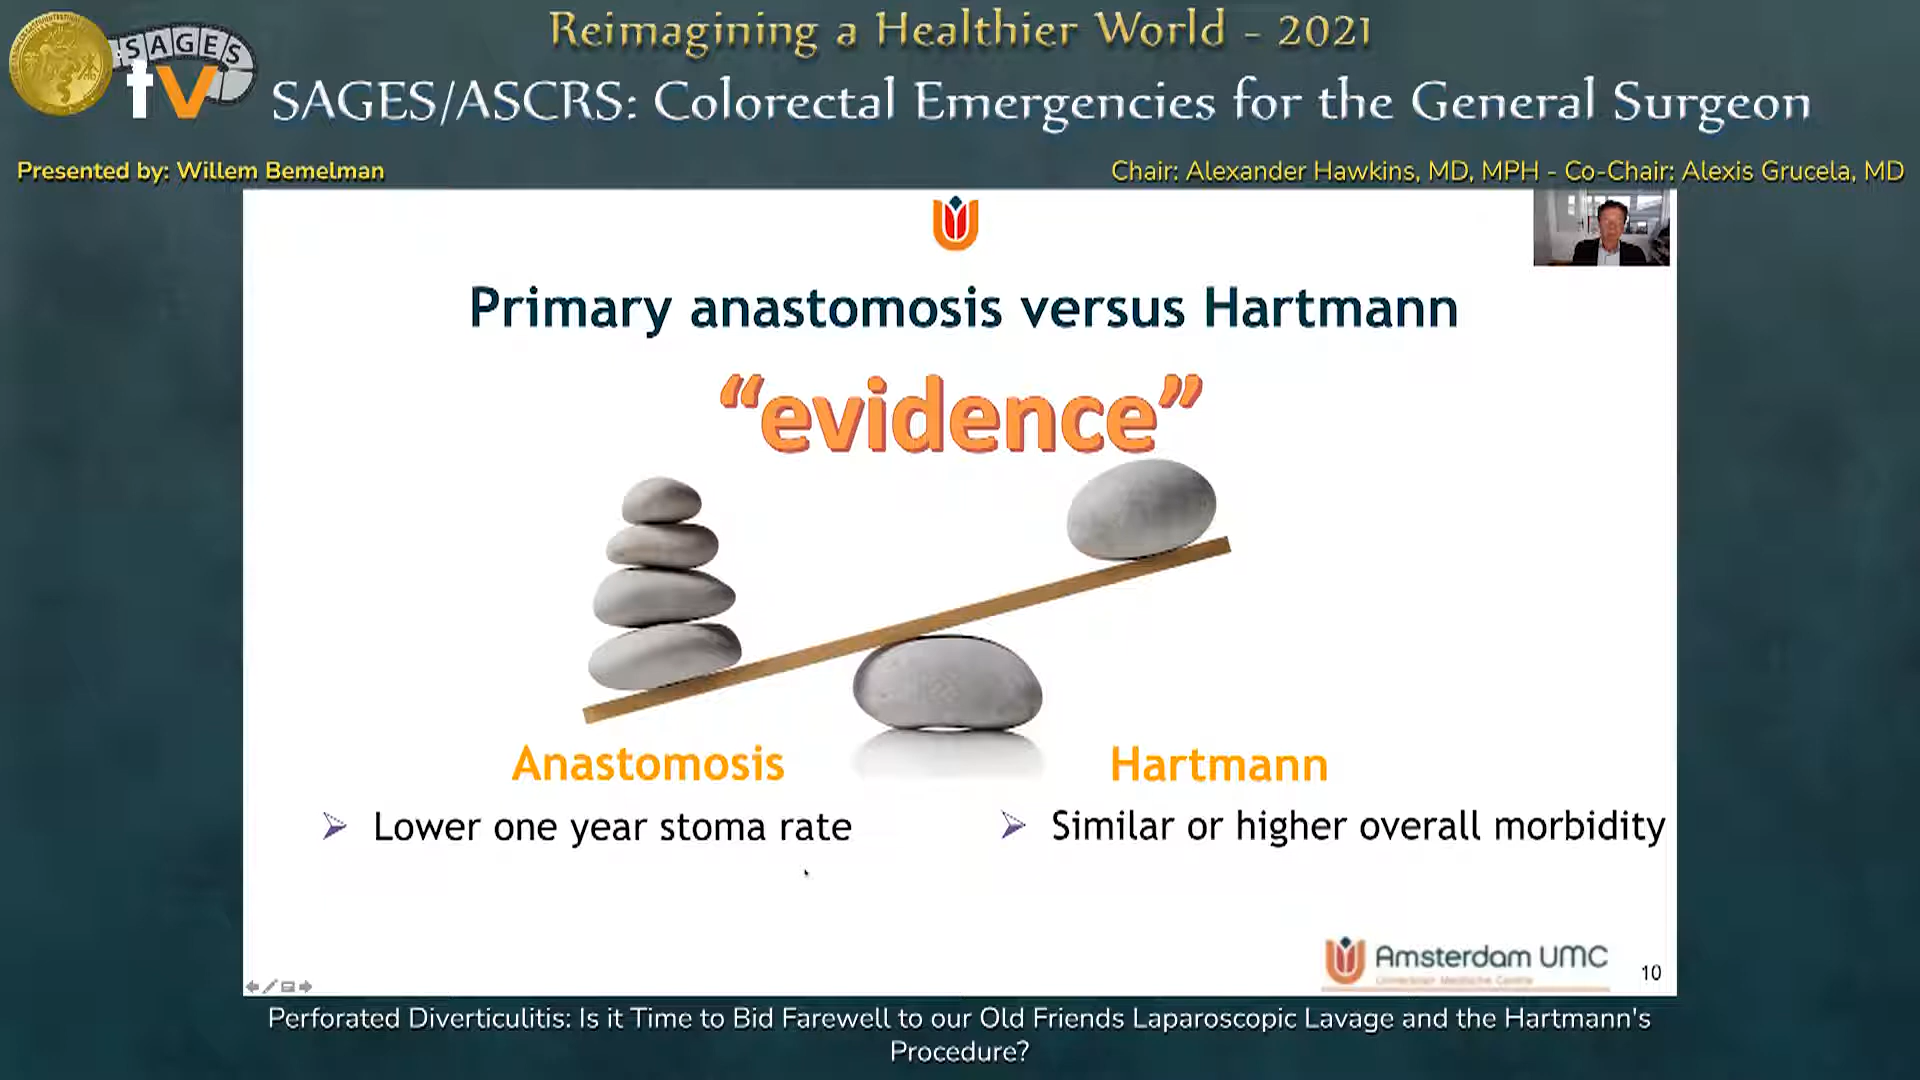 Reimagining a Healthier World - 2021
SAGES
tv
SAGES/ASCRS: Colorectal Emergencies for the General Surgeon
Presented by: Willem Bemelman
Chair: Alexander Hawkins, MD, MPH - Co-Chair: Alexis Grucela, MD
Primary anastomosis versus Hartmann
“evidence”
Anastomosis
Hartmann
Lower one year stoma rate
Similar or higher overall morbidity
Amsterdam UMC
Universitair Medische Centra
10
Perforated Diverticulitis: Is it Time to Bid Farewell to our Old Friends Laparoscopic Lavage and the Hartmann's
Procedure?